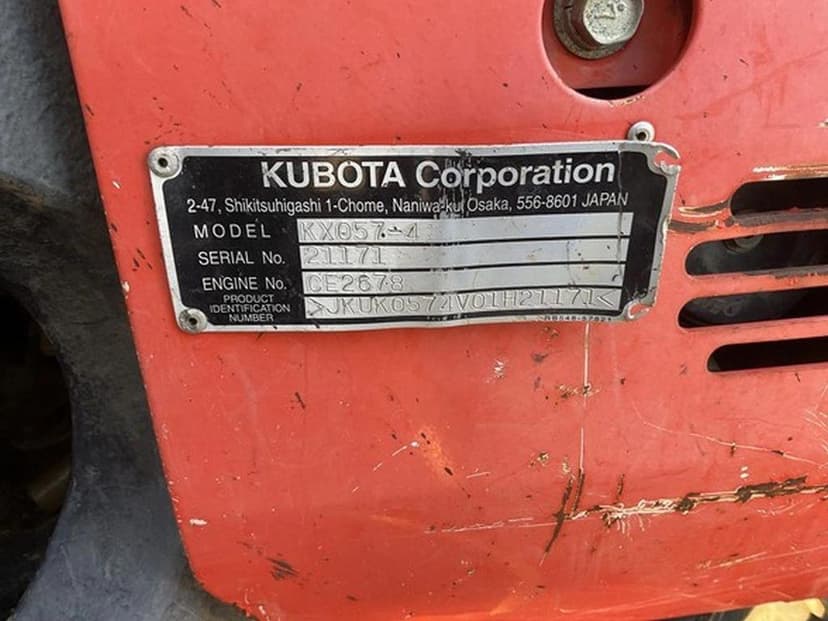 KUBOTA Corporation
2-47, Shikitsuhigashi 1-Chome, Naniwa-ku, Osaka, 556-8601 JAPAN
MODEL KX057-4
SERIAL No. 21171
ENGINE No. CE2678
PRODUCT IDENTIFICATION NUMBER >JKUK0574V01H21171<